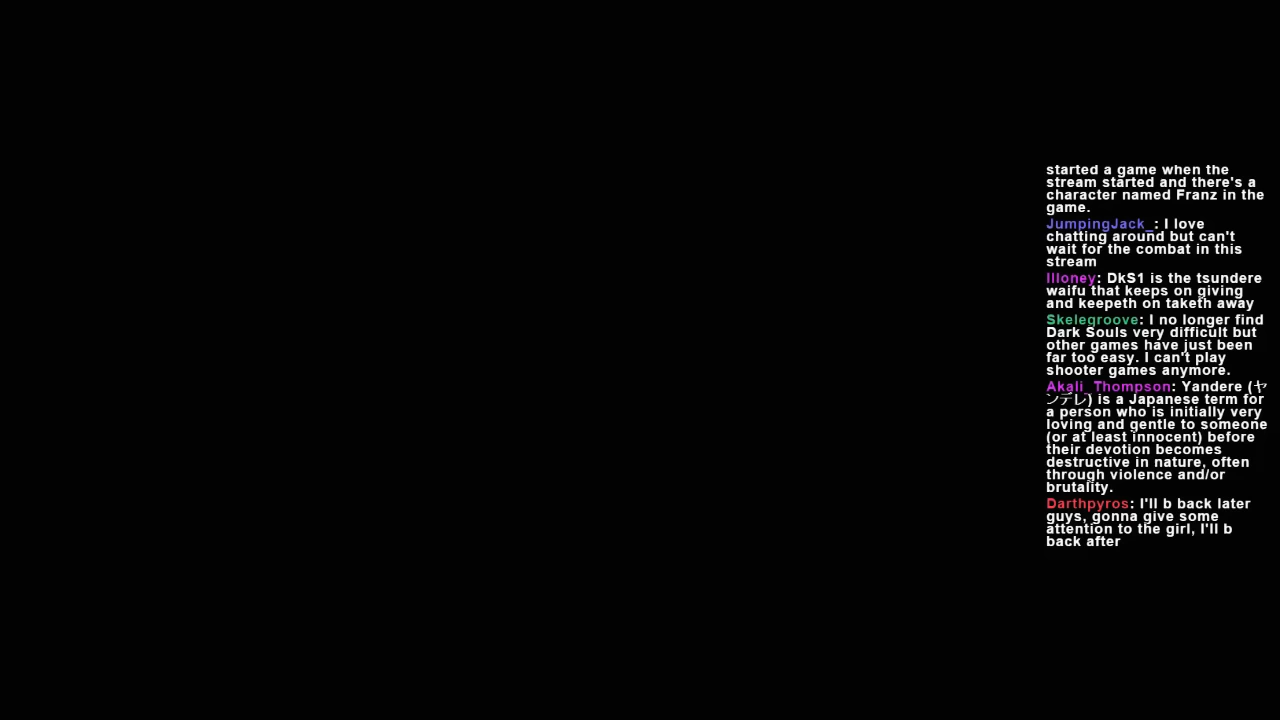 started a game when the
stream started and there's a
character named Franz in the
game.
JumpingJack_: I love
chatting around but can't
wait for the combat in this
stream
Illoney: DkS1 is the tsundere
waifu that keeps on giving
and keepeth on taketh away
Skelegroove: I no longer find
Dark Souls very difficult but
other games have just been
far too easy. I can't play
shooter games anymore.
Akali_Thompson: Yandere (ヤ
ンデレ) is a Japanese term for
a person who is initially very
loving and gentle to someone
(or at least innocent) before
their devotion becomes
destructive in nature, often
through violence and/or
brutality.
Darthpyros: I'll b back later
guys, gonna give some
attention to the girl, I'll b
back after